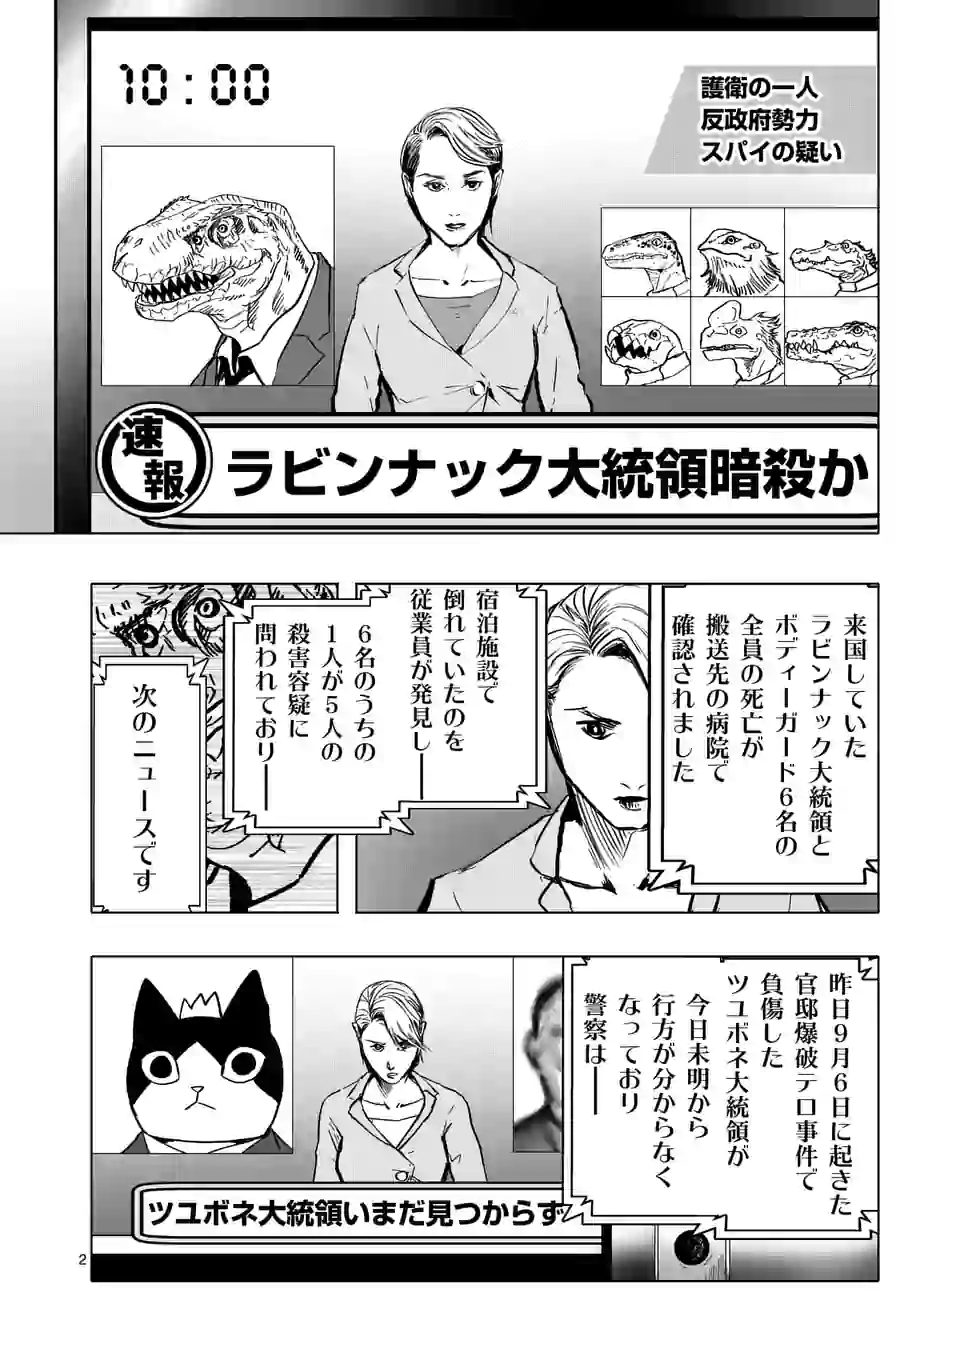 10:00
護衛の一人
反政府勢力
スパイの疑い
速報
ラビンナック大統領暗殺か
来国していた
ラビンナック大統領と
ボディーガード6名の
全員の死亡が
搬送先の病院で
確認されました
宿泊施設で
倒れていたのを
従業員が発見し──
6名のうちの
1人が5人の
殺害容疑に
問われており──
次のニュースです
昨日9月6日に起きた
官邸爆破テロ事件で
負傷した
ツユボネ大統領が
今日未明から
行方が分からなく
なっており
警察は──
ツユボネ大統領いまだ見つからず
2